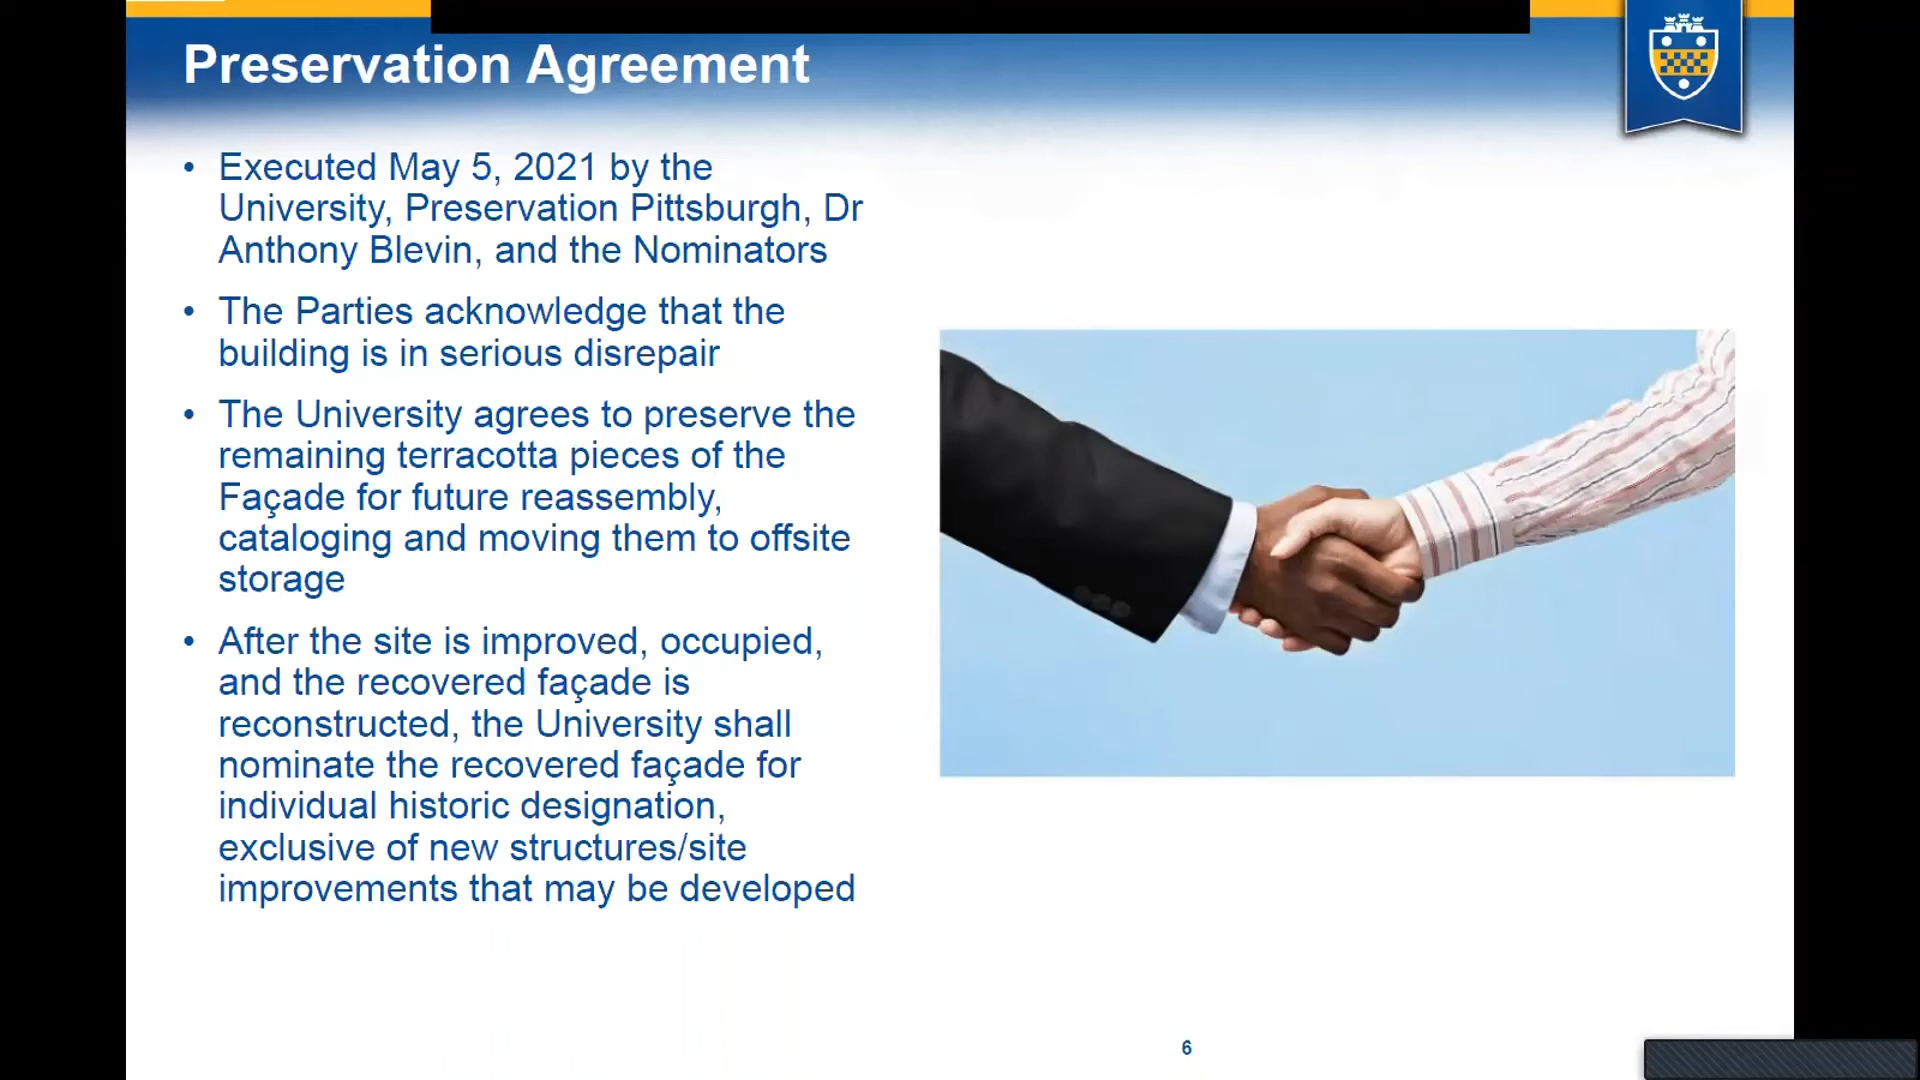 Preservation Agreement
• Executed May 5, 2021 by the
University, Preservation Pittsburgh, Dr
Anthony Blevin, and the Nominators
• The Parties acknowledge that the
building is in serious disrepair
• The University agrees to preserve the
remaining terracotta pieces of the
Façade for future reassembly,
cataloging and moving them to offsite
storage
• After the site is improved, occupied,
and the recovered façade is
reconstructed, the University shall
nominate the recovered façade for
individual historic designation,
exclusive of new structures/site
improvements that may be developed
6